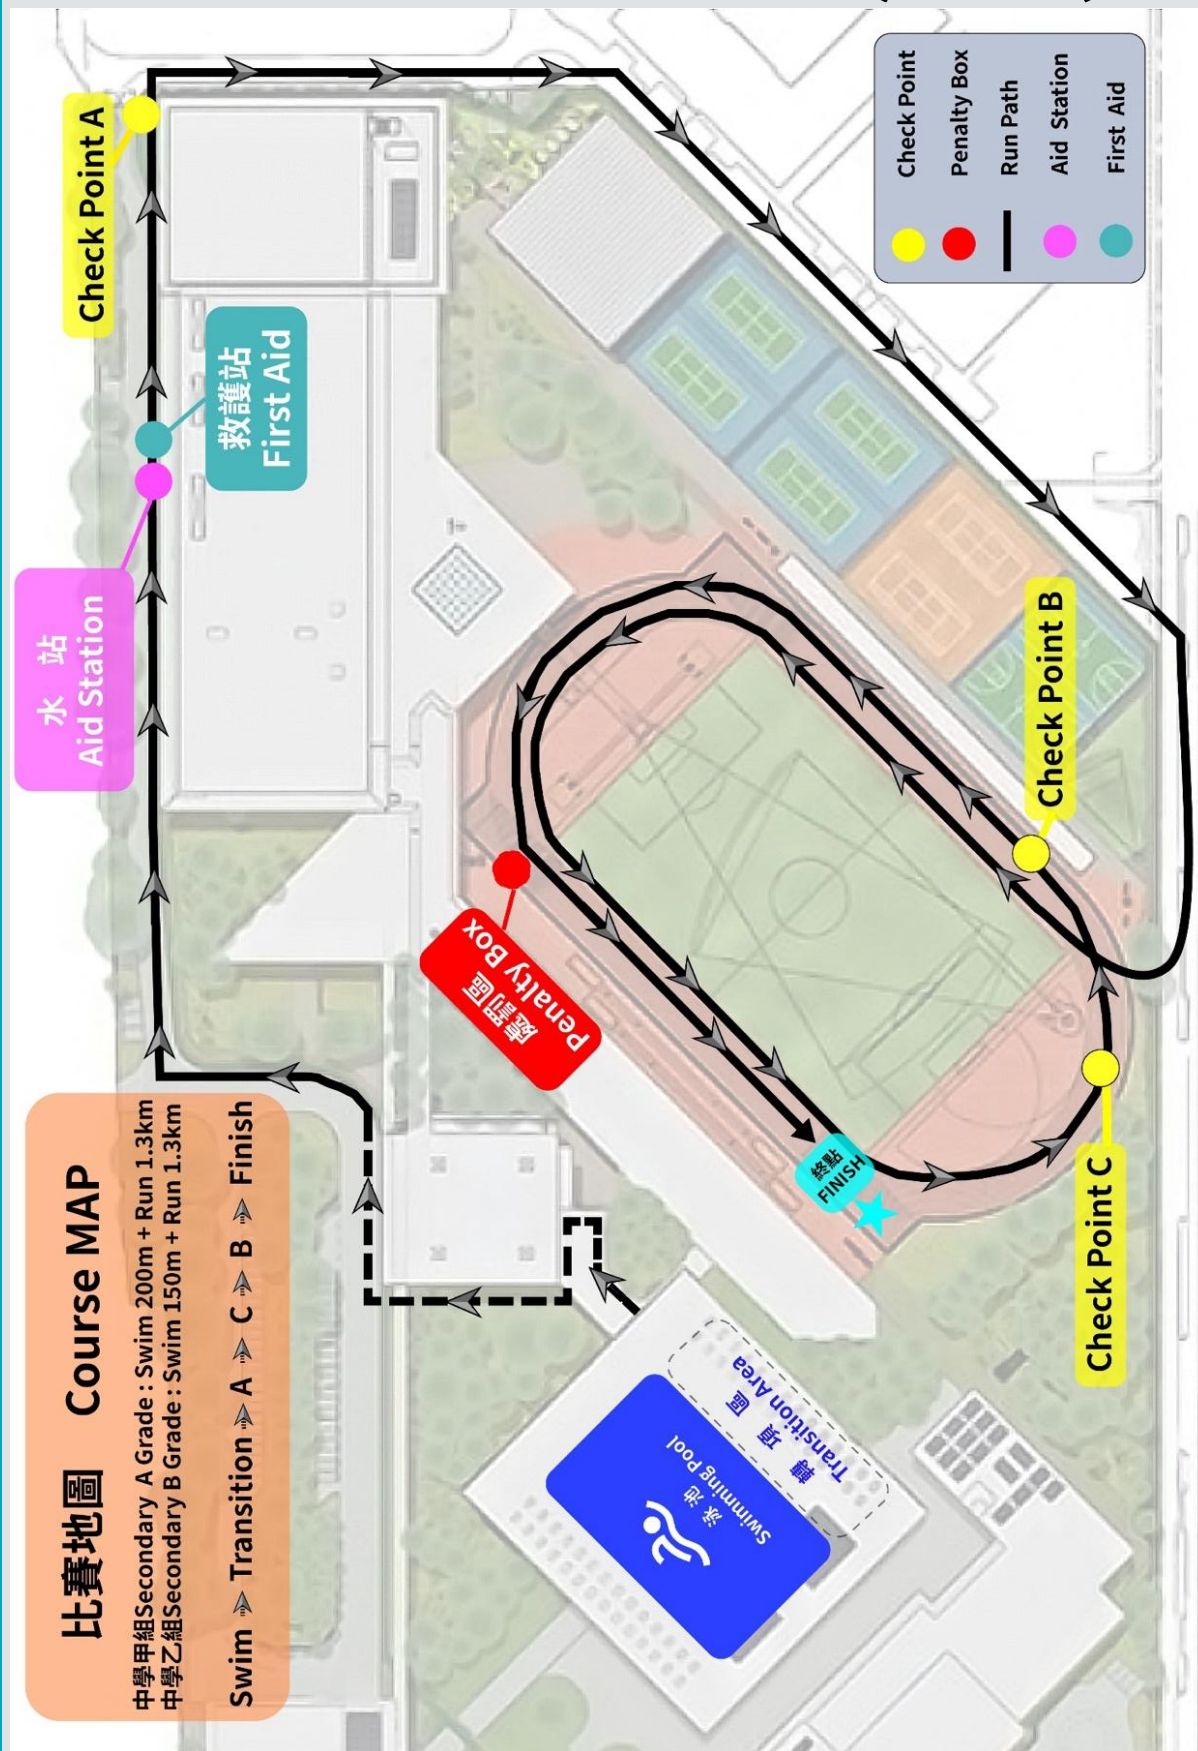 比賽地圖 Course MAP
中學甲組Secondary A Grade : Swim 200m + Run 1.3km
中學乙組Secondary B Grade : Swim 150m + Run 1.3km
Swim Transition A C B Finish
水 站
Aid Station
Check Point A
救護站
First Aid
處罰區
Penalty Box
泳 池
Swimming Pool
轉 項 區
Transition Area
終點
FINISH
Check Point B
Check Point C
Check Point
Penalty Box
Run Path
Aid Station
First Aid